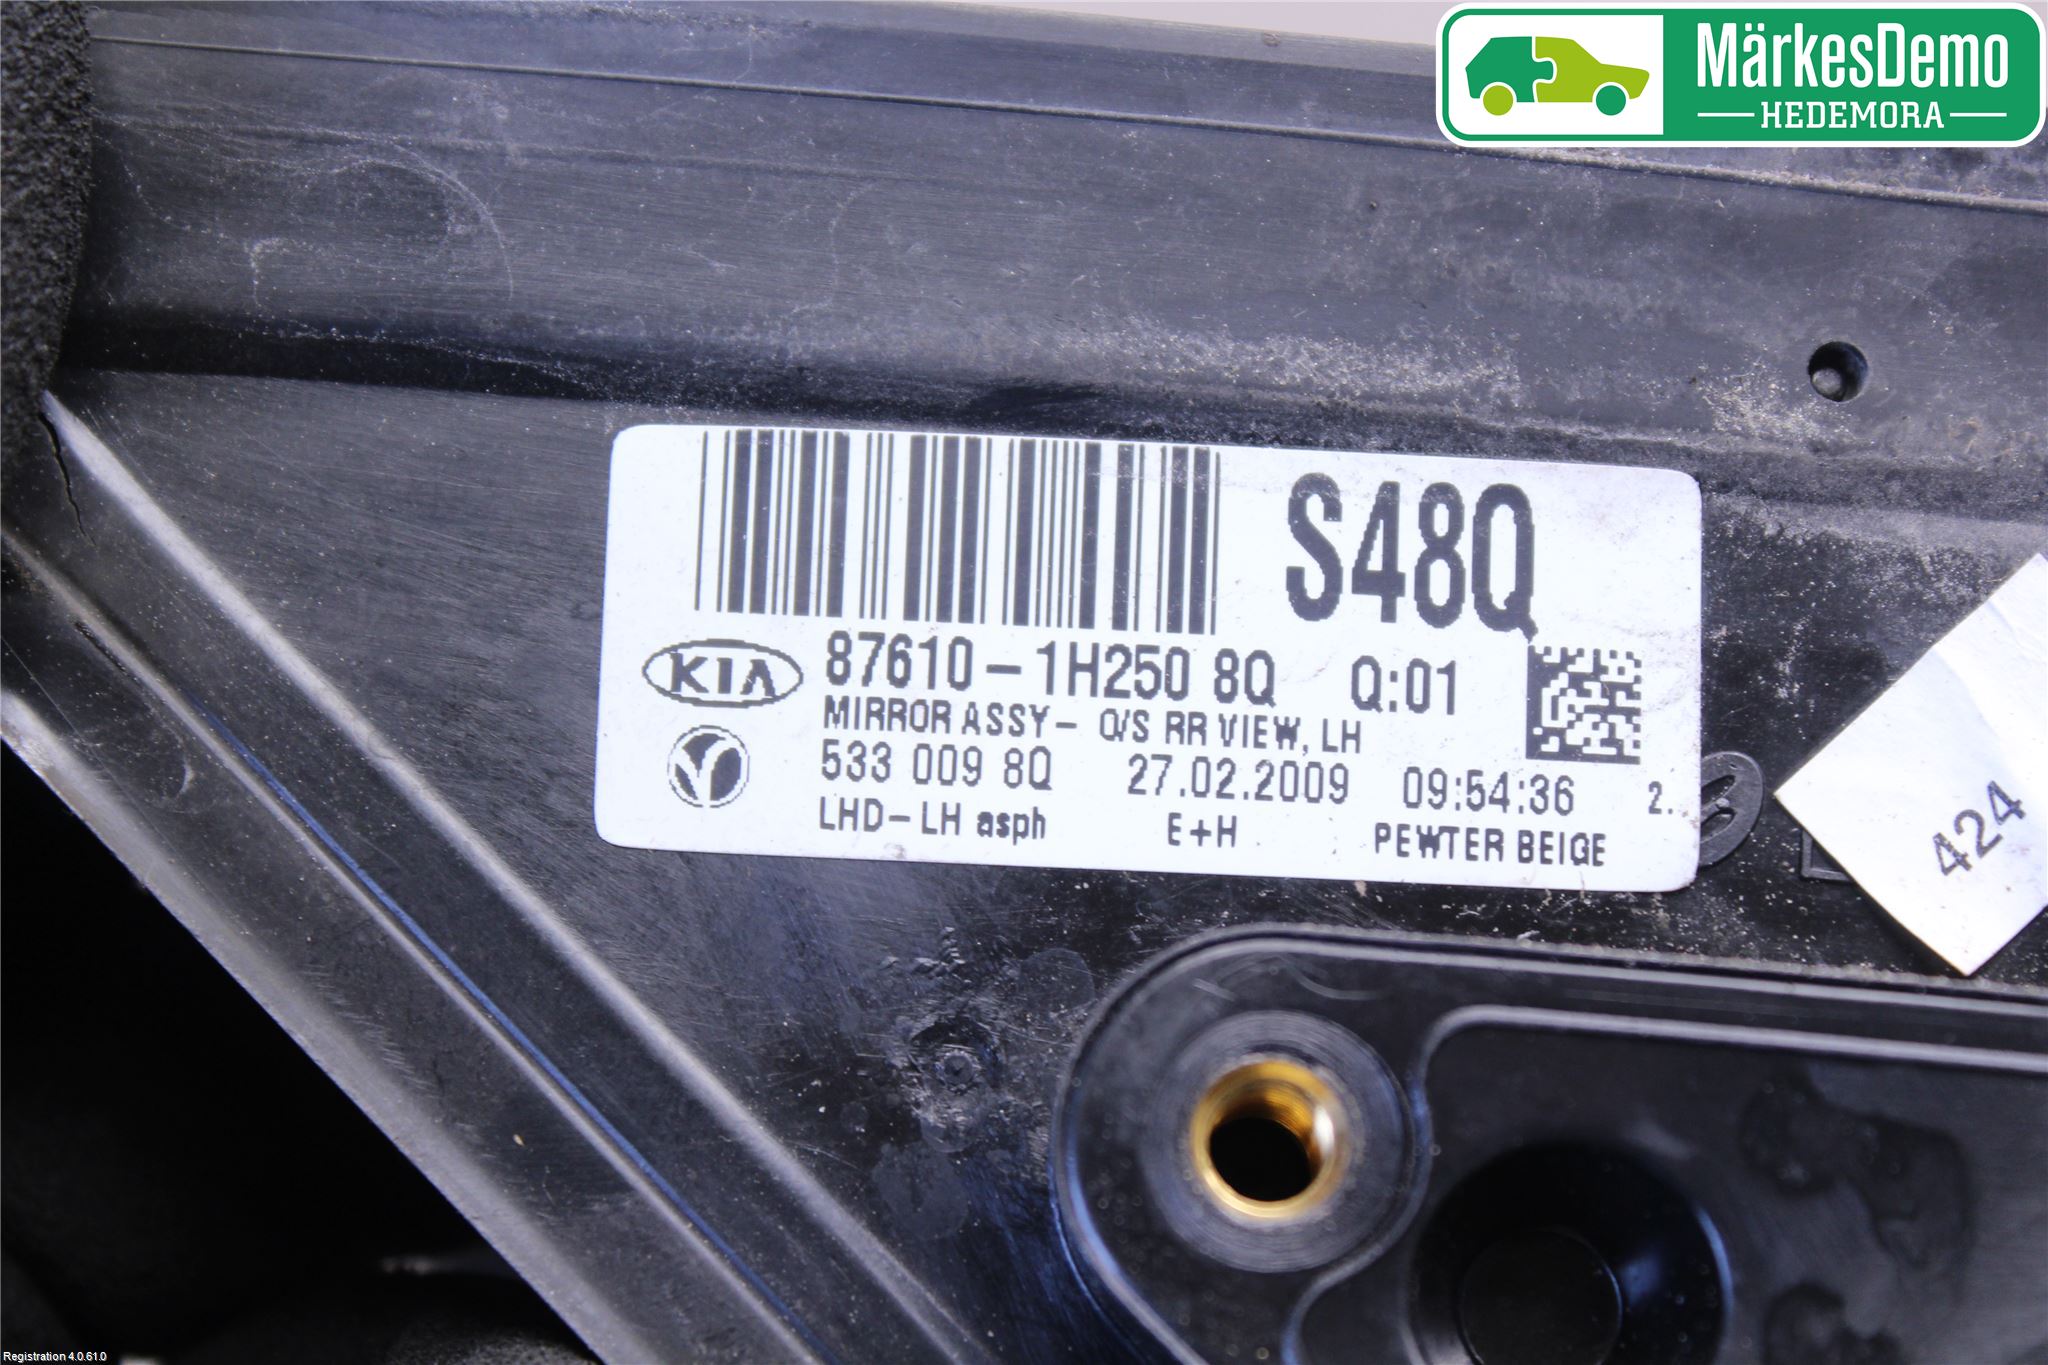 MärkesDemo
HEDEMORA
S48Q
KIA 87610-1H250 8Q Q:01
MIRROR ASSY- O/S RR VIEW, LH
533 009 8Q 27.02.2009 09:54:36 2..
LHD-LH asph E+H PEWTER BEIGE
424
Registration 4.0.61.0